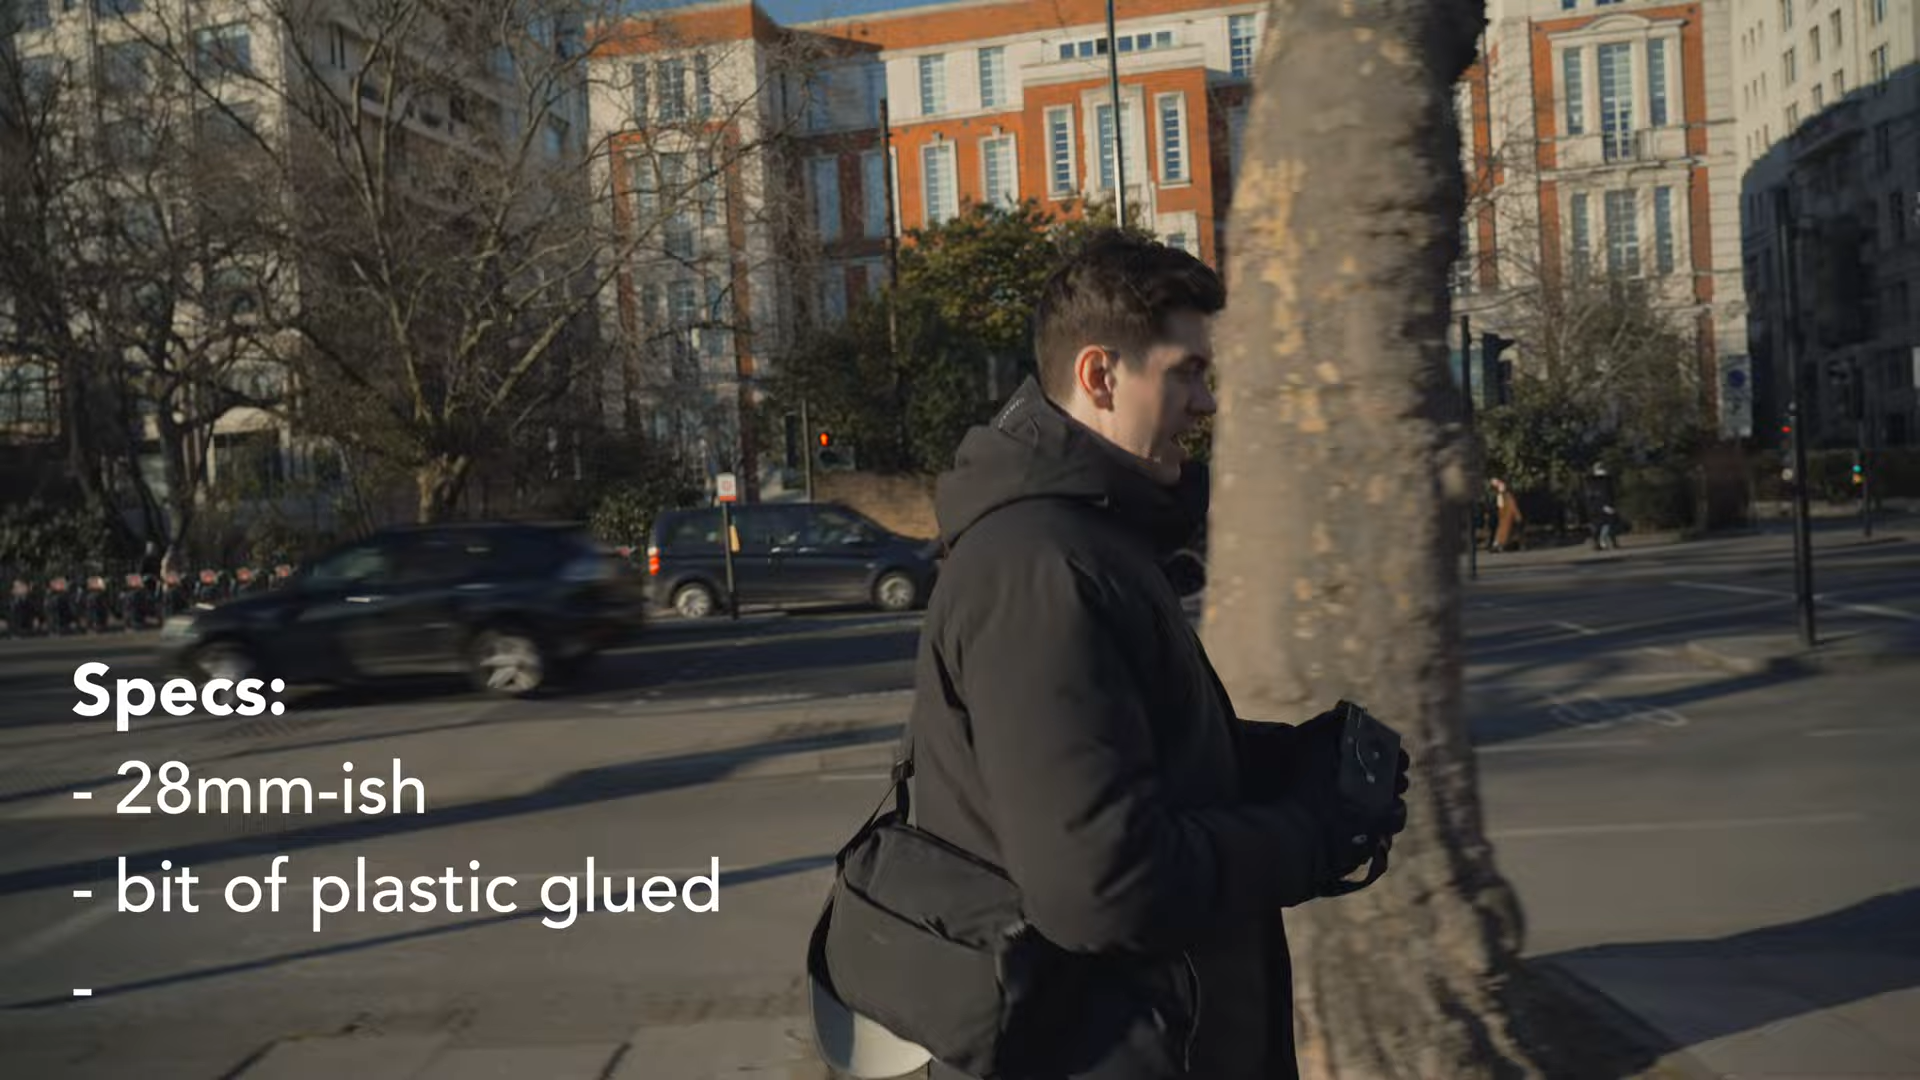 Specs:
- 28mm-ish
- bit of plastic glued
-